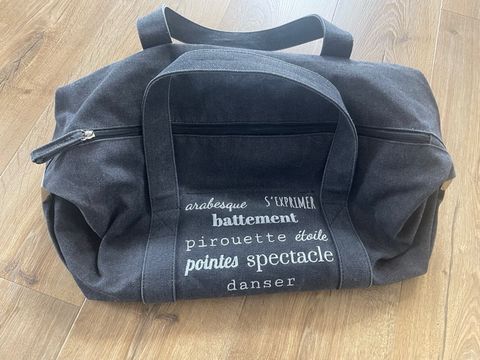 arabesque S'EXPRIMER
battement
pirouette étoile
pointes spectacle
danser